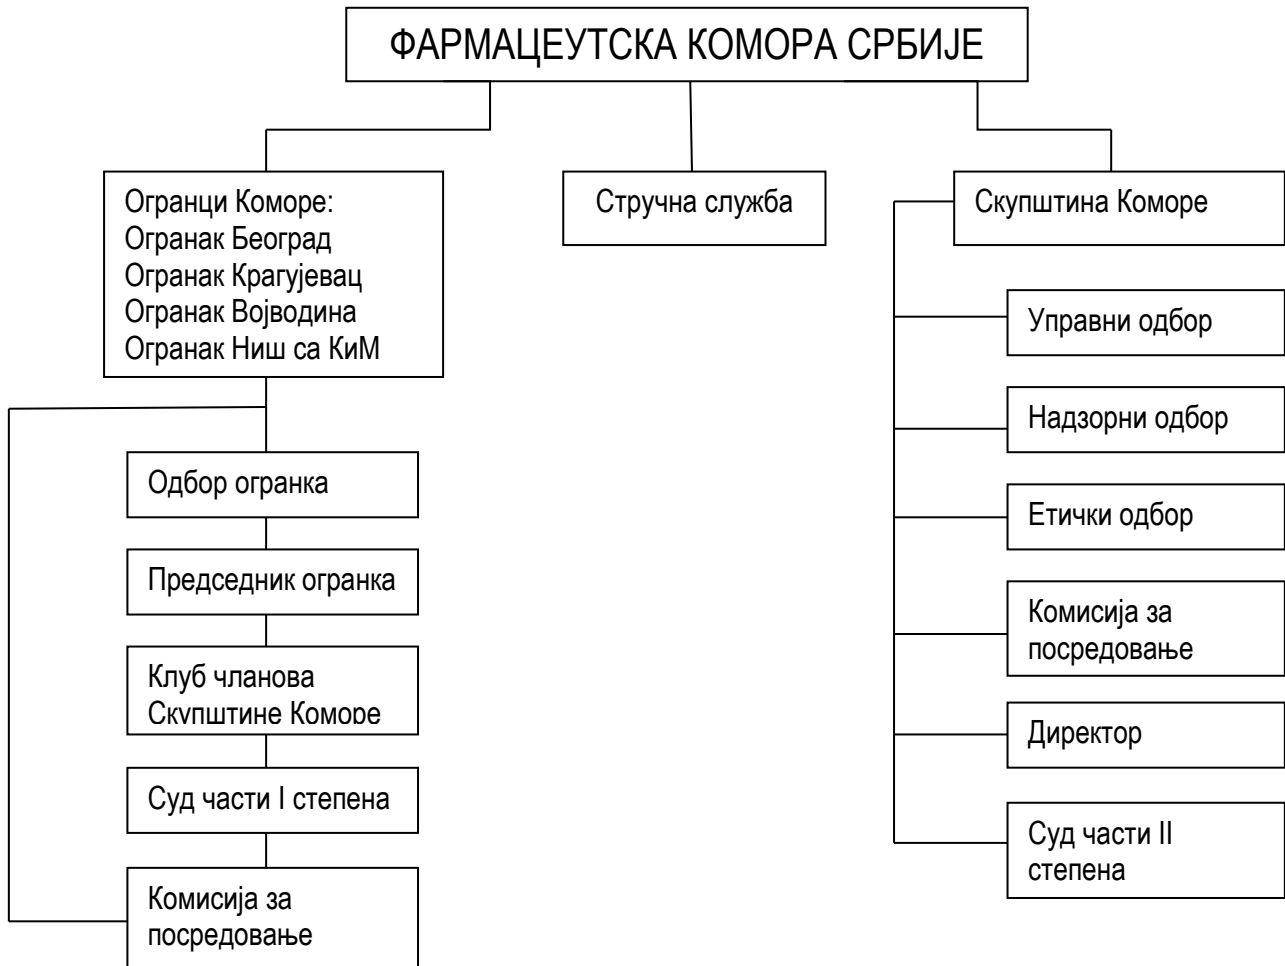 ФАРМАЦЕУТСКА КОМОРА СРБИЈЕ
Огранци Коморе:
Огранак Београд
Огранак Крагујевац
Огранак Војводина
Огранак Ниш са КиМ
Одбор огранка
Председник огранка
Клуб чланова
Скупштине Коморе
Суд части I степена
Комисија за
посредовање
Стручна служба
Скупштина Коморе
Управни одбор
Надзорни одбор
Етички одбор
Комисија за
посредовање
Директор
Суд части II
степена